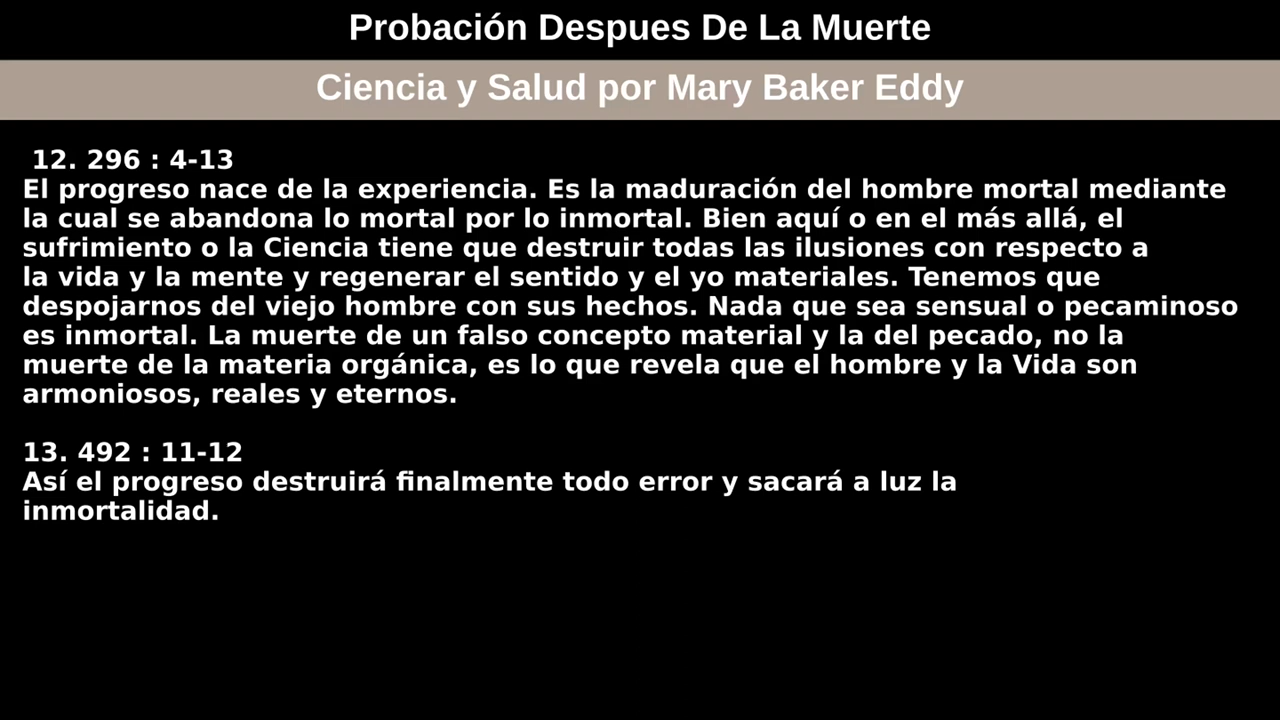 Probación Despues De La Muerte
Ciencia y Salud por Mary Baker Eddy
12. 296 : 4-13
El progreso nace de la experiencia. Es la maduración del hombre mortal mediante
la cual se abandona lo mortal por lo inmortal. Bien aquí o en el más allá, el
sufrimiento o la Ciencia tiene que destruir todas las ilusiones con respecto a
la vida y la mente y regenerar el sentido y el yo materiales. Tenemos que
despojarnos del viejo hombre con sus hechos. Nada que sea sensual o pecaminoso
es inmortal. La muerte de un falso concepto material y la del pecado, no la
muerte de la materia orgánica, es lo que revela que el hombre y la Vida son
armoniosos, reales y eternos.
13. 492 : 11-12
Así el progreso destruirá finalmente todo error y sacará a luz la
inmortalidad.